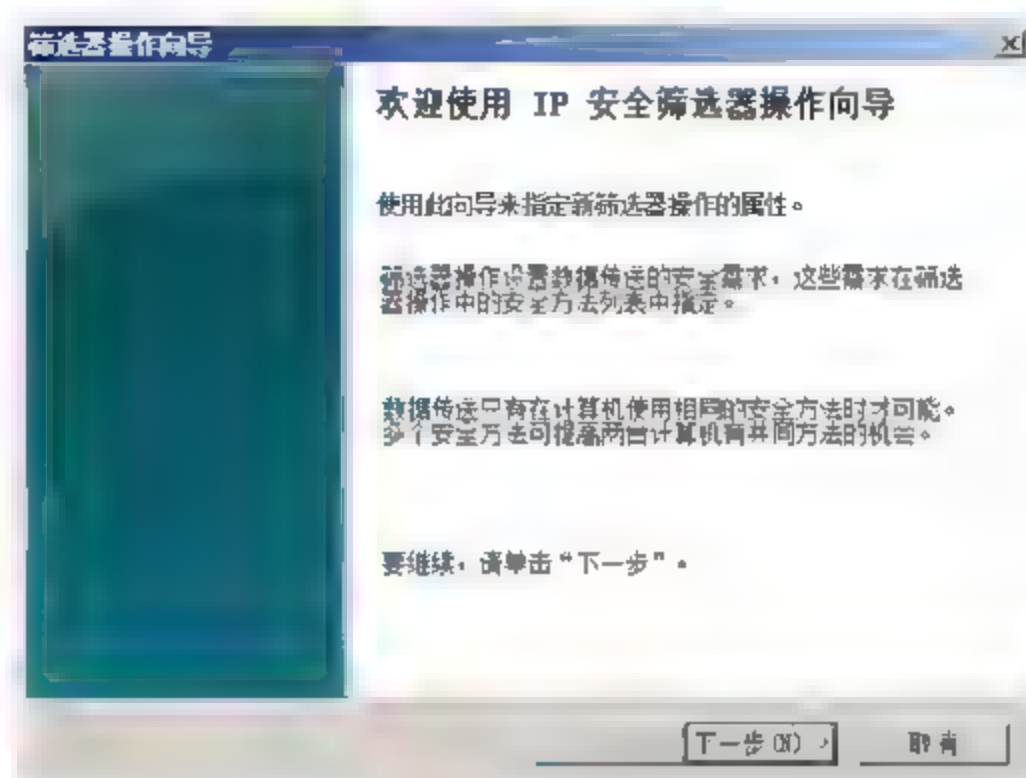 筛选器操作向导
欢迎使用 IP 安全筛选器操作向导
使用此向导来指定新筛选器操作的属性。
筛选器操作设置数据传送的安全需求，这些需求在筛选
器操作中的安全方法列表中指定。
数据传送只有在计算机使用相同的安全方法时才可能。
多个安全方法可提高两台计算机有共同方法的机会。
要继续，请单击“下一步”。
下一步(N) >
取消